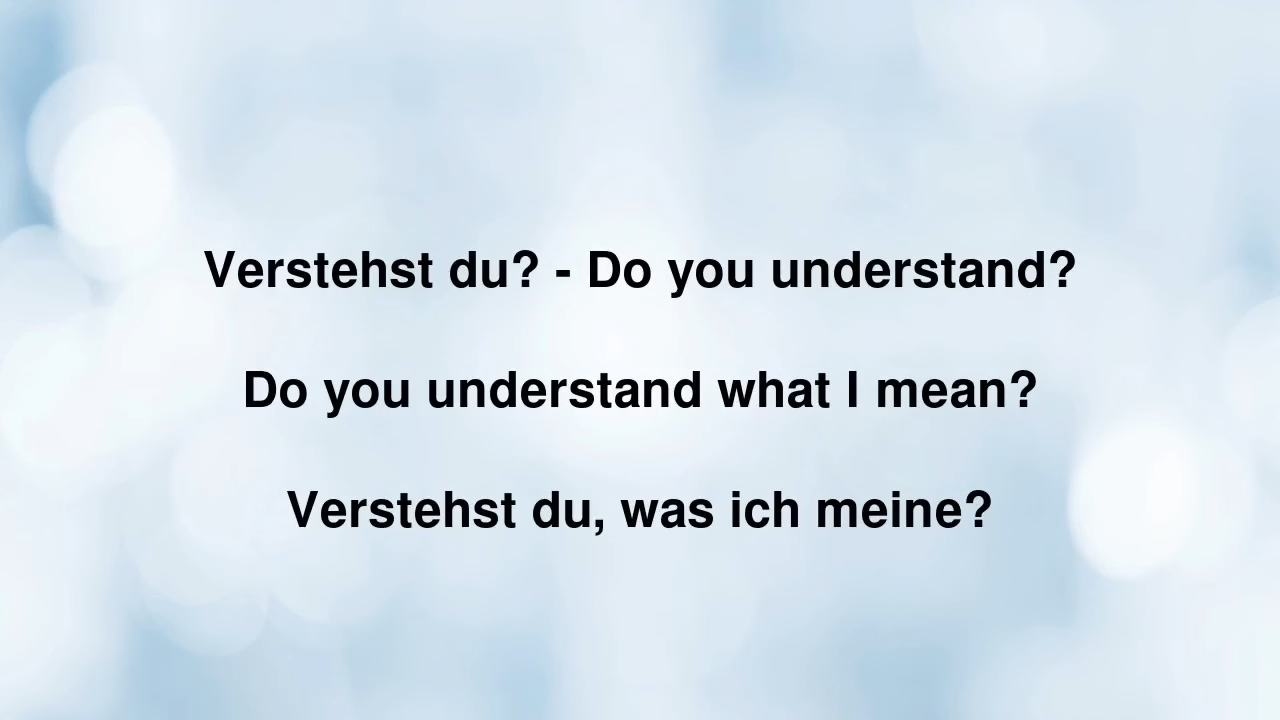 Verstehst du? - Do you understand?
Do you understand what I mean?
Verstehst du, was ich meine?